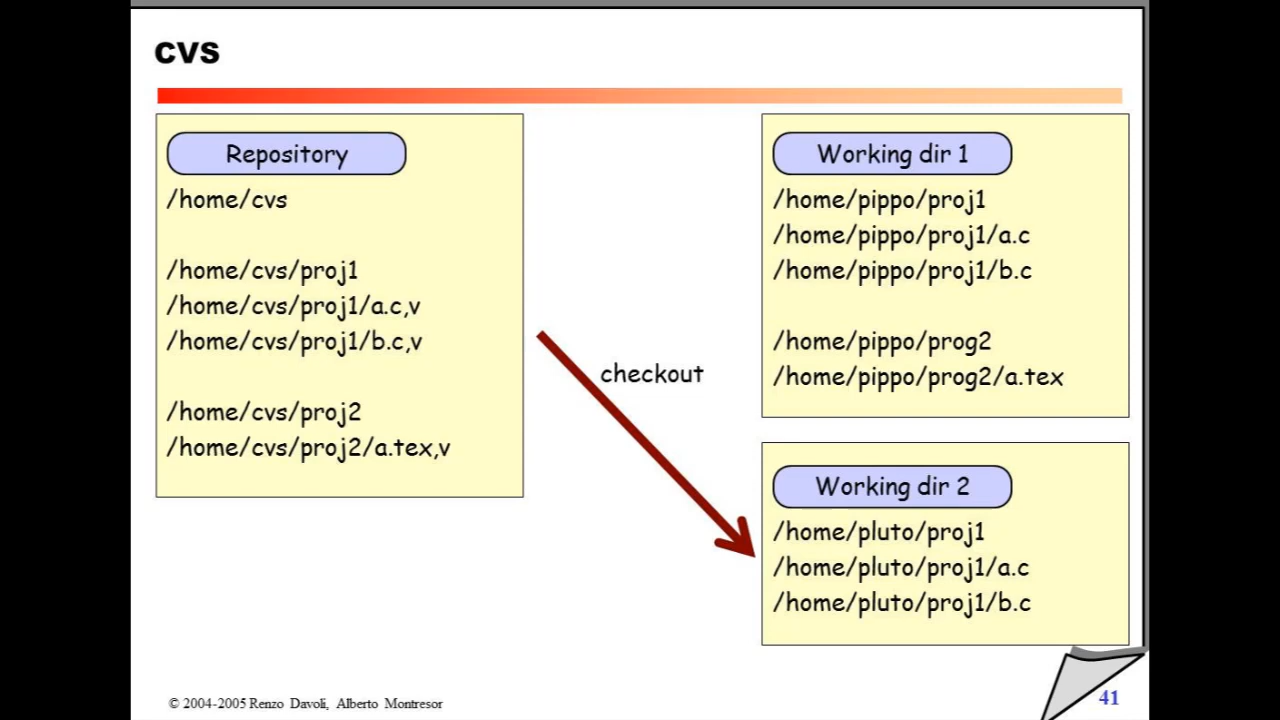 CVS
Repository
/home/cvs
/home/cvs/proj1
/home/cvs/proj1/a.c,v
/home/cvs/proj1/b.c,v
/home/cvs/proj2
/home/cvs/proj2/a.tex,v
checkout
Working dir 1
/home/pippo/proj1
/home/pippo/proj1/a.c
/home/pippo/proj1/b.c
/home/pippo/prog2
/home/pippo/prog2/a.tex
Working dir 2
/home/pluto/proj1
/home/pluto/proj1/a.c
/home/pluto/proj1/b.c
© 2004-2005 Renzo Davoli, Alberto Montresor
41